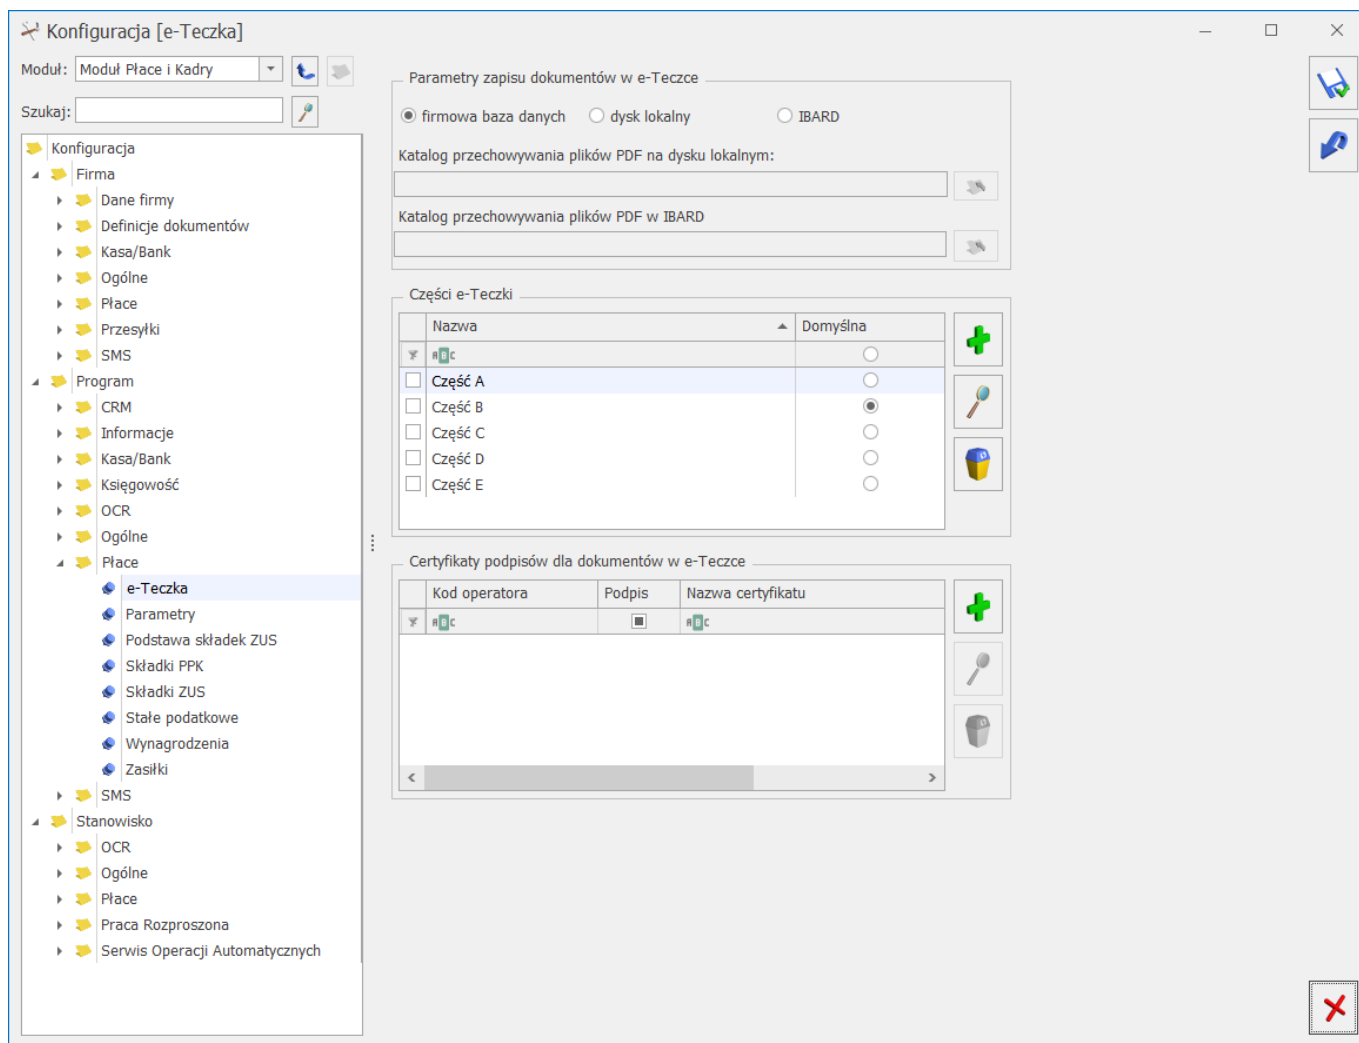 Konfiguracja [e-Teczka]
Moduł: Moduł Płace i Kadry
Szukaj:
Konfiguracja
Firma
Dane firmy
Definicje dokumentów
Kasa/Bank
Ogólne
Płace
Przesyłki
SMS
Program
CRM
Informacje
Kasa/Bank
Księgowość
OCR
Ogólne
Płace
e-Teczka
Parametry
Podstawa składek ZUS
Składki PPK
Składki ZUS
Stałe podatkowe
Wynagrodzenia
Zasiłki
SMS
Stanowisko
OCR
Ogólne
Płace
Praca Rozproszona
Serwis Operacji Automatycznych
Parametry zapisu dokumentów w e-Teczce
firmowa baza danych dysk lokalny IBARD
Katalog przechowywania plików PDF na dysku lokalnym:
Katalog przechowywania plików PDF w IBARD
Części e-Teczki
Nazwa Domyślna
ABC
Część A
Część B
Część C
Część D
Część E
Certyfikaty podpisów dla dokumentów w e-Teczce
Kod operatora Podpis Nazwa certyfikatu
ABC ABC